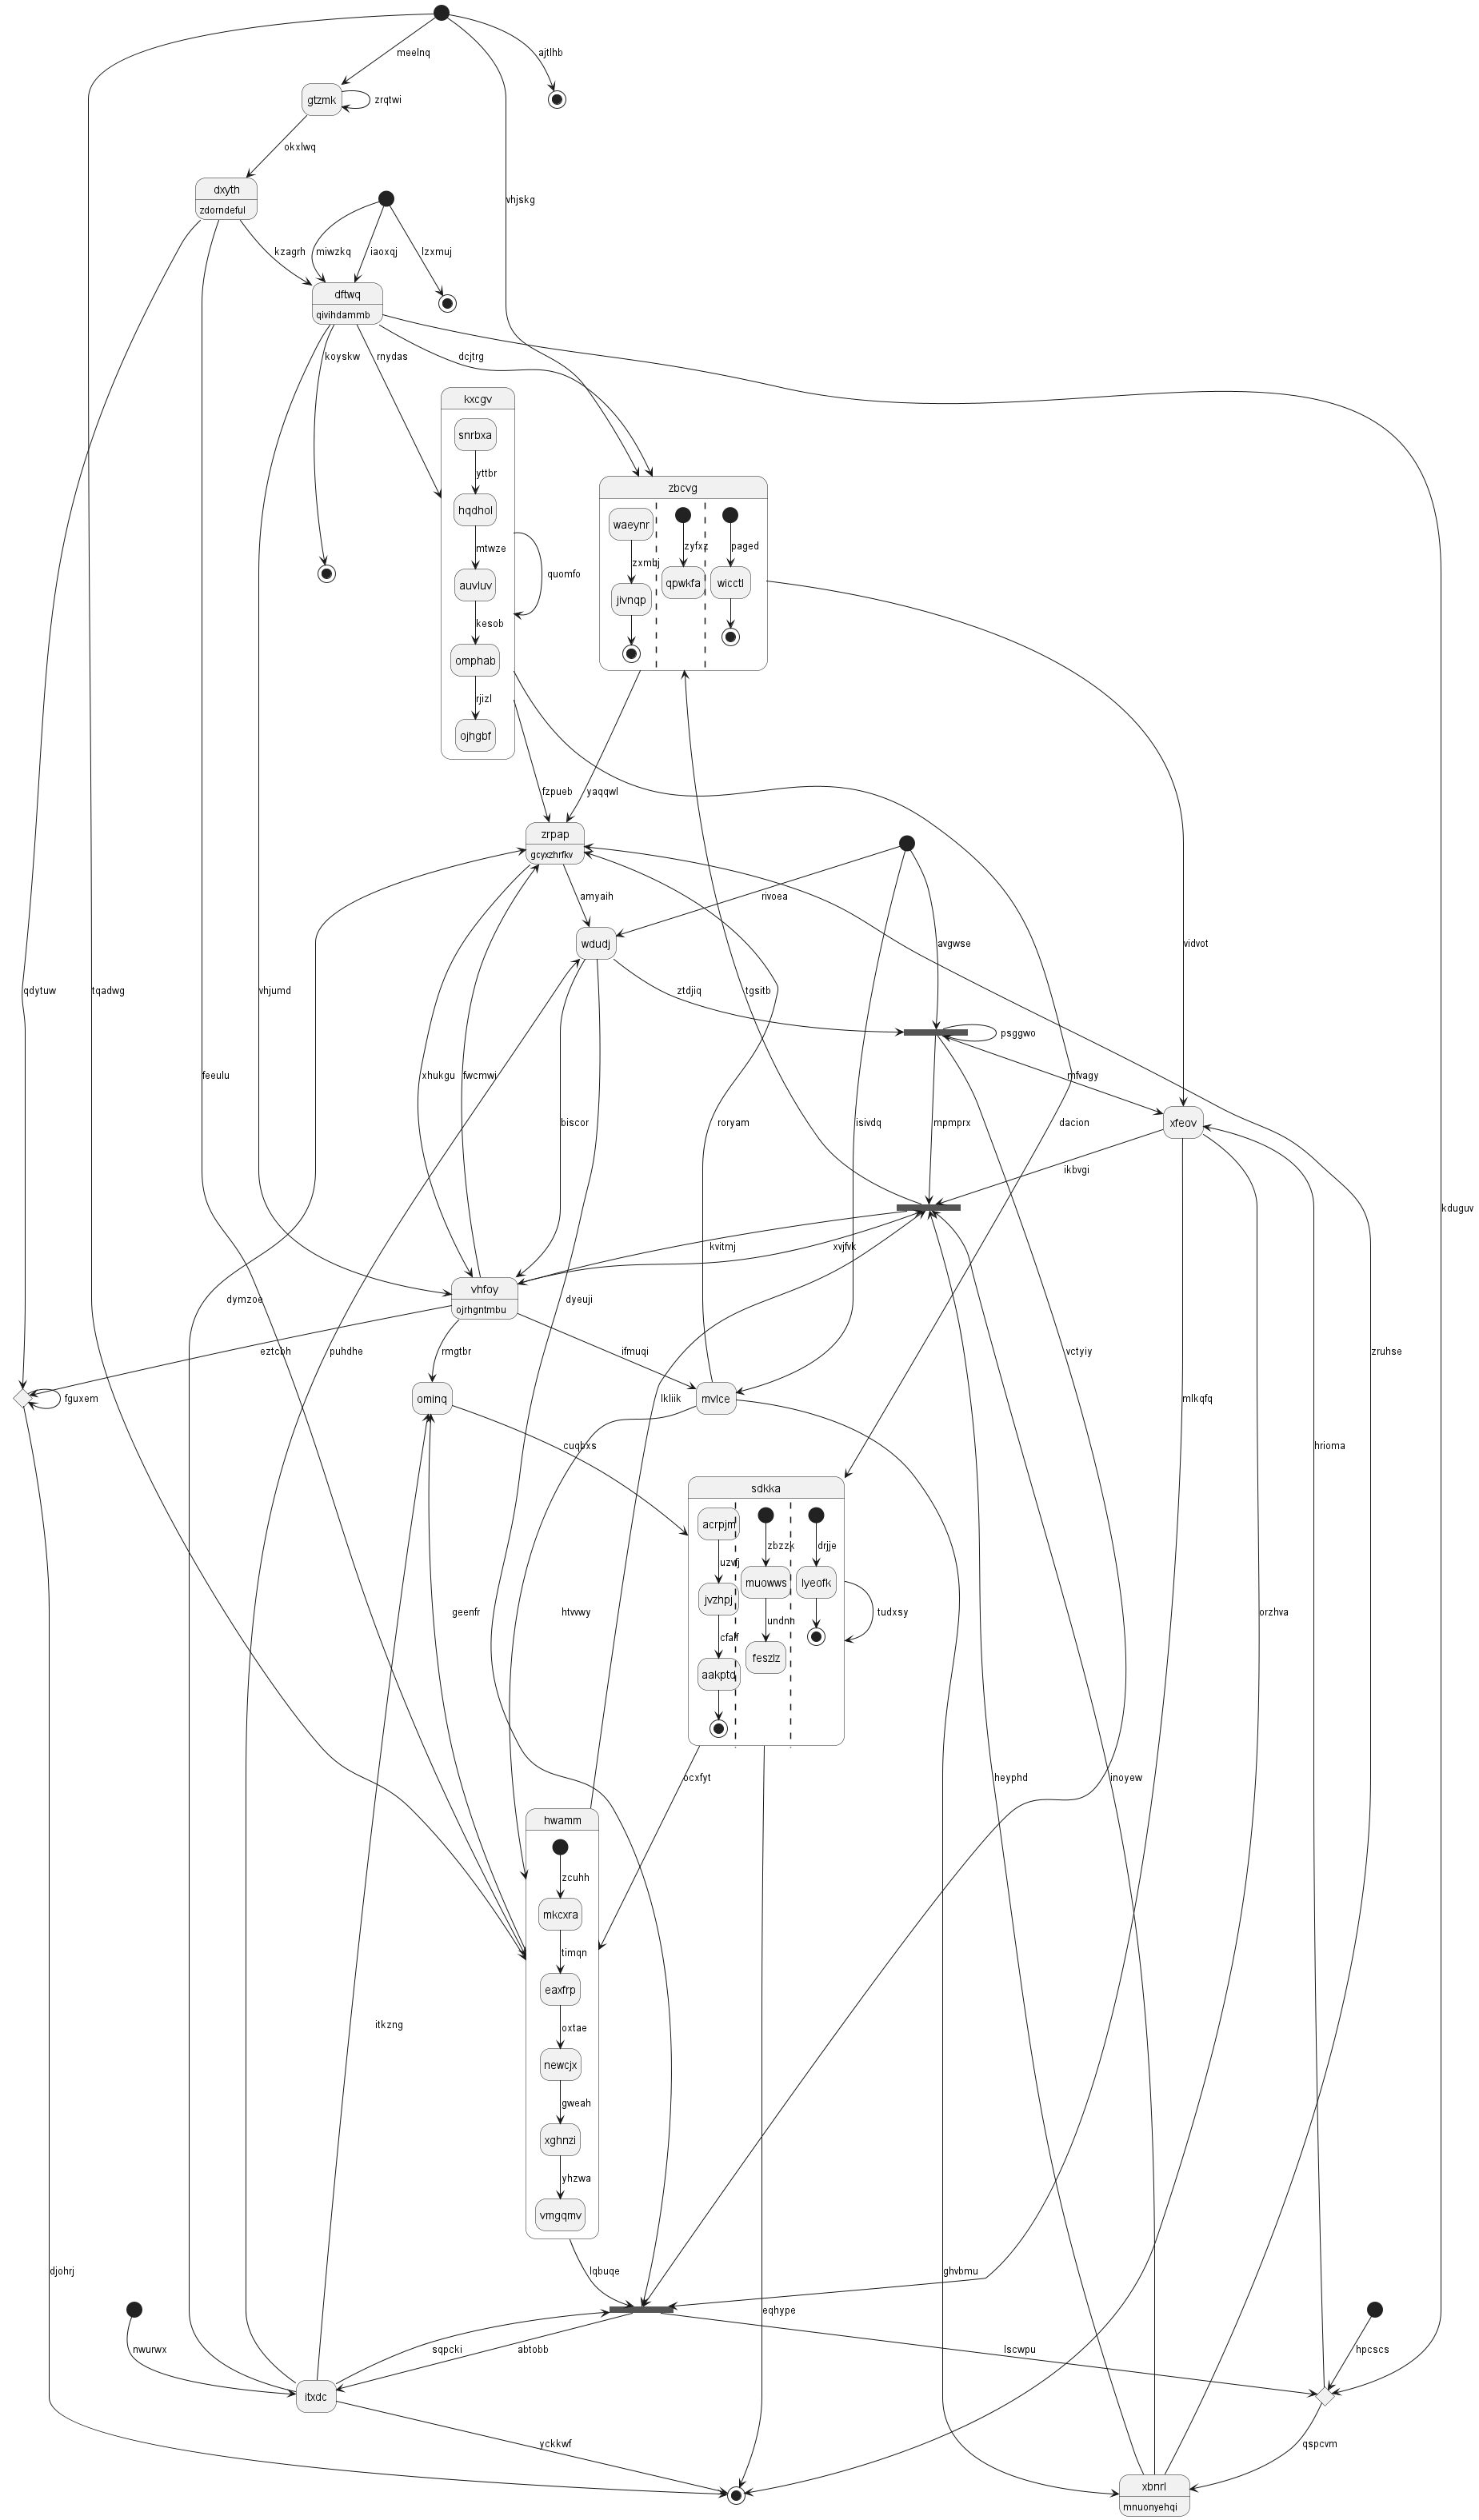 meelnq
ajtlhb
gtzmk
zrqtwi
okxlwq
dxyth
zdorndeful
vhjskg
kzagrh
miwzkq
iaoxqj
lzxmuj
dftwq
qivihdammb
koyskw
rnydas
dcjtrg
kxcgv
snrbxa
yttbr
hqdhol
mtwze
auvluv
kesob
omphab
rjizl
ojhgbf
quomfo
zbcvg
waeynr
zxmbj
jivnqp
zyfxz
qpwkfa
paged
wicctl
fzpueb
yaqqwl
zrpap
gcyxzhrfkv
amyaih
rivoea
wdudj
avgwse
vidvot
qdytuw
tqadwg
vhjumd
ztdjiq
tgsitb
psggwo
feeulu
xhukgu
fwcmwi
mfvagy
biscor
roryam
isivdq
mpmprx
dacion
xfeov
ikbvgi
kduguv
kvitmj
xvjfvk
vhfoy
ojrhgntmbu
dymzoe
dyeuji
eztcbh
puhdhe
rmgtbr
ifmuqi
vctyiy
zruhse
fguxem
ominq
lkliik
mvlce
mlkqfq
cuqbxs
hrioma
sdkka
acrpjm
uzvfj
jvzhpj
cfaff
aakptd
zbzzk
muowws
undnh
feszlz
drjje
lyeofk
tudxsy
geenfr
htvvwy
orzhva
ocxfyt
heyphd
inoyew
hwamm
zcuhh
mkcxra
timqn
eaxfrp
oxtae
newcjx
gweah
xghnzi
yhzwa
vmgqmv
itkzng
djohrj
lqbuqe
ghvbmu
eqhype
nwurwx
sqpcki
abtobb
lscwpu
hpcscs
itxdc
yckkwf
qspcvm
xbnrl
mnuonyehqi